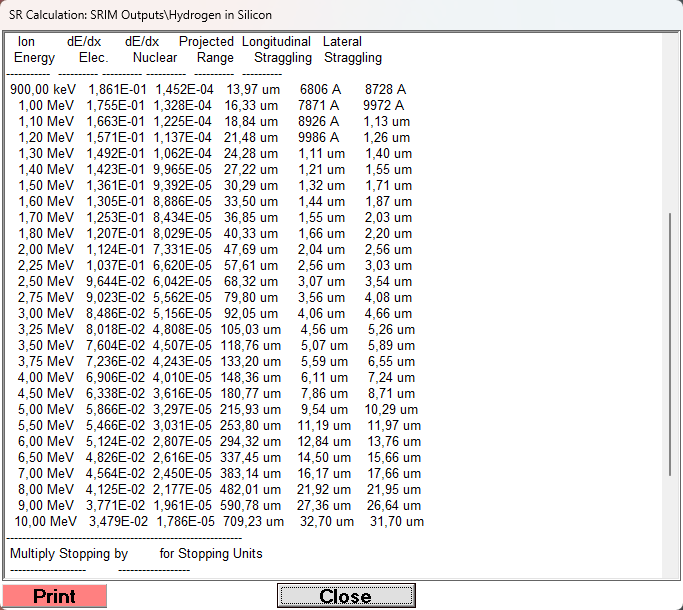 SR Calculation: SRIM Outputs\Hydrogen in Silicon
Ion dE/dx dE/dx Projected Longitudinal Lateral
Energy Elec. Nuclear Range Straggling Straggling
----------- ---------- ---------- ---------- ---------- ----------
900,00 keV 1,861E-01 1,452E-04 13,97 um 6806 A 8728 A
1,00 MeV 1,755E-01 1,328E-04 16,33 um 7871 A 9972 A
1,10 MeV 1,663E-01 1,225E-04 18,84 um 8926 A 1,13 um
1,20 MeV 1,571E-01 1,137E-04 21,48 um 9986 A 1,26 um
1,30 MeV 1,492E-01 1,062E-04 24,28 um 1,11 um 1,40 um
1,40 MeV 1,423E-01 9,965E-05 27,22 um 1,21 um 1,55 um
1,50 MeV 1,361E-01 9,392E-05 30,29 um 1,32 um 1,71 um
1,60 MeV 1,305E-01 8,886E-05 33,50 um 1,44 um 1,87 um
1,70 MeV 1,253E-01 8,434E-05 36,85 um 1,55 um 2,03 um
1,80 MeV 1,207E-01 8,029E-05 40,33 um 1,66 um 2,20 um
2,00 MeV 1,124E-01 7,331E-05 47,69 um 2,04 um 2,56 um
2,25 MeV 1,037E-01 6,620E-05 57,61 um 2,56 um 3,03 um
2,50 MeV 9,644E-02 6,042E-05 68,32 um 3,07 um 3,54 um
2,75 MeV 9,023E-02 5,562E-05 79,80 um 3,56 um 4,08 um
3,00 MeV 8,486E-02 5,156E-05 92,05 um 4,06 um 4,66 um
3,25 MeV 8,018E-02 4,808E-05 105,03 um 4,56 um 5,26 um
3,50 MeV 7,604E-02 4,507E-05 118,76 um 5,07 um 5,89 um
3,75 MeV 7,236E-02 4,243E-05 133,20 um 5,59 um 6,55 um
4,00 MeV 6,906E-02 4,010E-05 148,36 um 6,11 um 7,24 um
4,50 MeV 6,338E-02 3,616E-05 180,77 um 7,86 um 8,71 um
5,00 MeV 5,866E-02 3,297E-05 215,93 um 9,54 um 10,29 um
5,50 MeV 5,466E-02 3,031E-05 253,80 um 11,19 um 11,97 um
6,00 MeV 5,124E-02 2,807E-05 294,32 um 12,84 um 13,76 um
6,50 MeV 4,826E-02 2,616E-05 337,45 um 14,50 um 15,66 um
7,00 MeV 4,564E-02 2,450E-05 383,14 um 16,17 um 17,66 um
8,00 MeV 4,125E-02 2,177E-05 482,01 um 21,92 um 21,95 um
9,00 MeV 3,771E-02 1,961E-05 590,78 um 27,36 um 26,64 um
10,00 MeV 3,479E-02 1,786E-05 709,23 um 32,70 um 31,70 um
-----------------------------------------------------------
Multiply Stopping by for Stopping Units
------------------- ------------------
Print Close